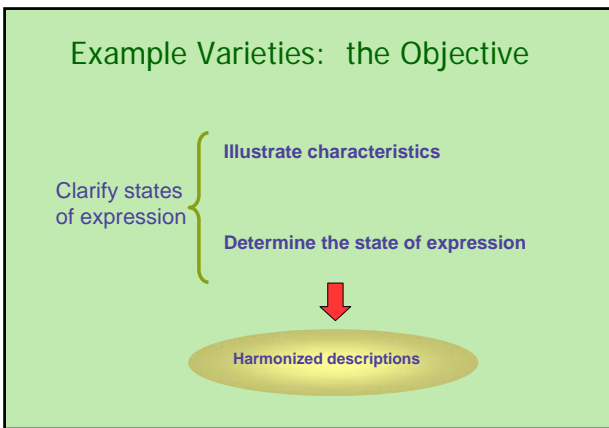 Example Varieties: the Objective
Illustrate characteristics
Clarify states
of expression
Determine the state of expression
Harmonized descriptions